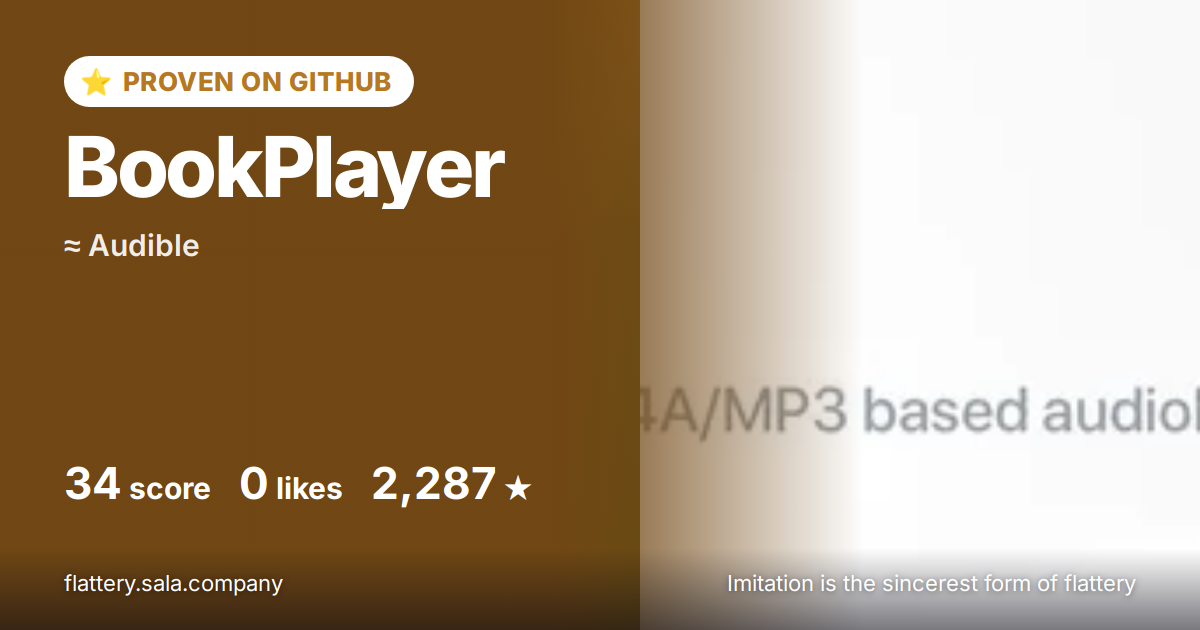 ⭐ PROVEN ON GITHUB
BookPlayer
≈ Audible
4A/MP3 based audio
34 score 0 likes 2,287 ★
flattery.sala.company
Imitation is the sincerest form of flattery